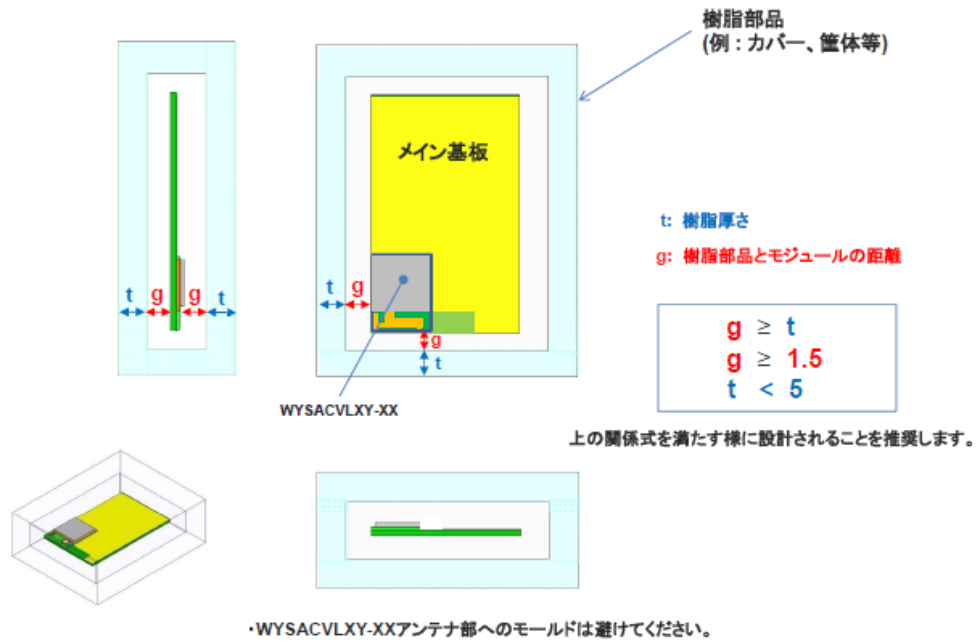 樹脂部品
(例：カバー、筐体等)
メイン基板
t: 樹脂厚さ
g: 樹脂部品とモジュールの距離
t g g t
t g
g
t
g ≥ t
g ≥ 1.5
t < 5
WYSACVLXY-XX
上の関係式を満たす様に設計されることを推奨します。
・WYSACVLXY-XXアンテナ部へのモールドは避けてください。